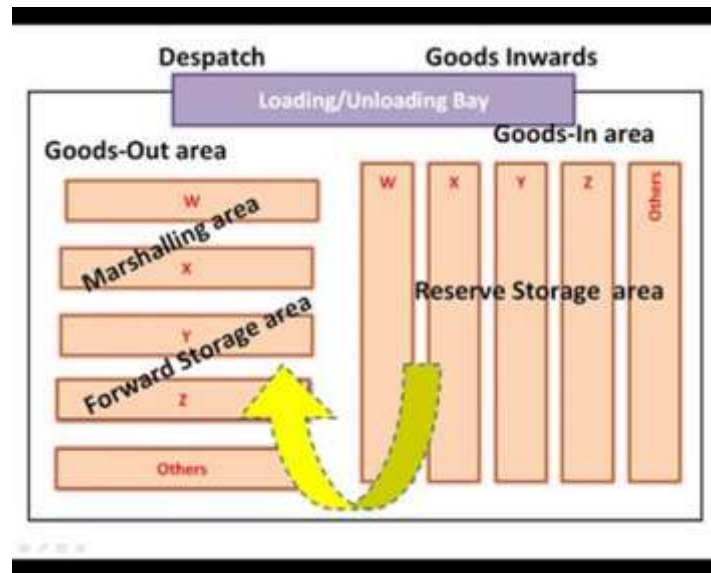 Despatch
Goods Inwards
Loading/Unloading Bay
Goods-Out area
Goods-In area
W
Marshalling area
X
Y
Forward Storage area
Z
Others
W
X
Y
Z
Others
Reserve Storage area